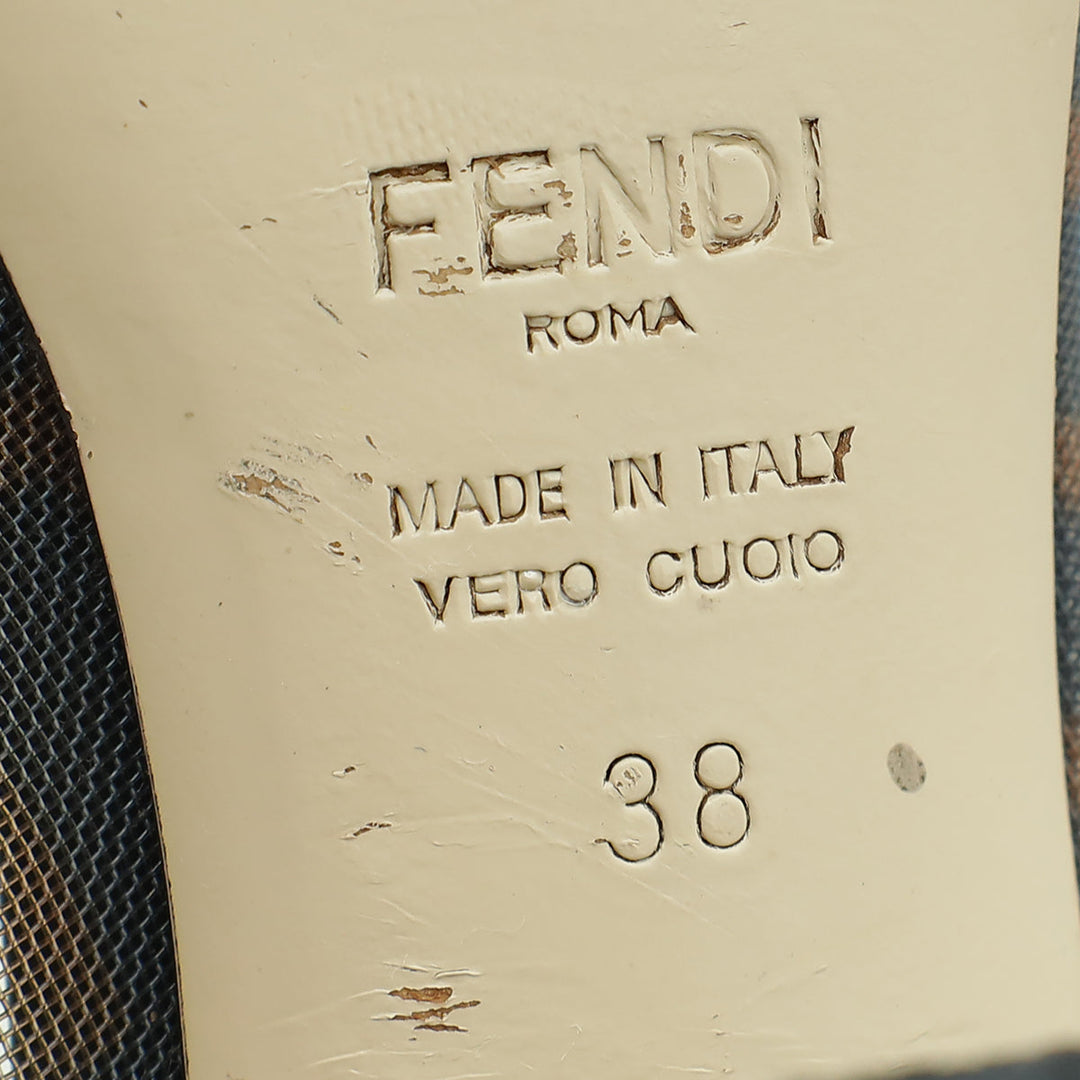 FENDI
ROMA
MADE IN ITALY
VERO CUOIO
38